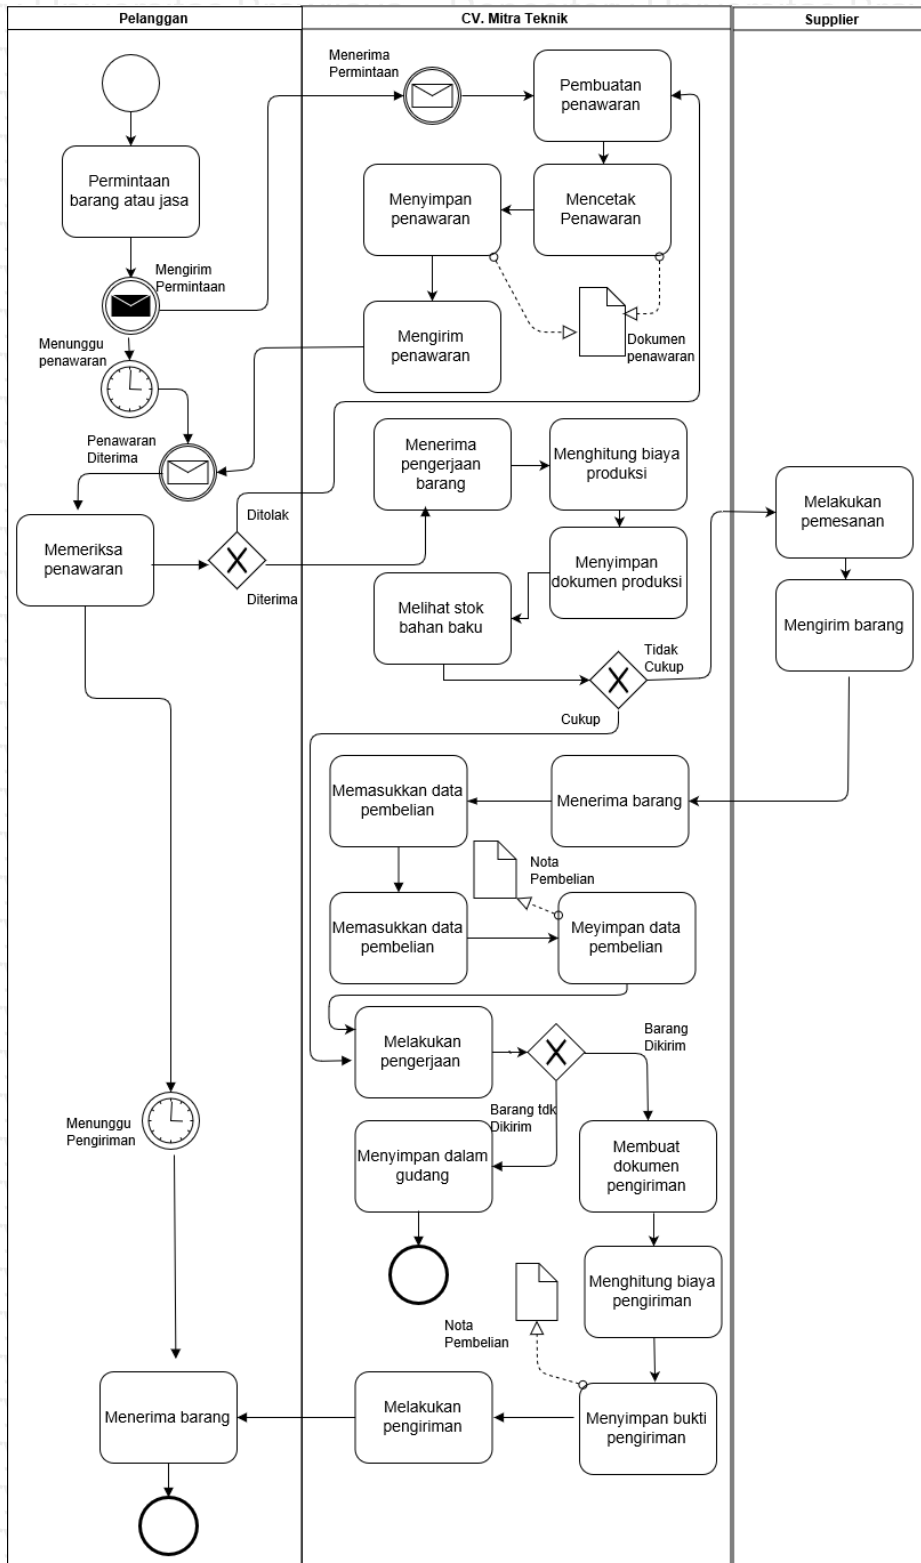 Pelanggan
CV. Mitra Teknik
Supplier
Menerima
Permintaan
Pembuatan
penawaran
Permintaan
barang atau jasa
Menyimpan
penawaran
Mencetak
Penawaran
Mengirim
Permintaan
Menunggu
penawaran
Mengirim
penawaran
Dokumen
penawaran
Penawaran
Diterima
Menerima
pengerjaan
barang
Menghitung biaya
produksi
Melakukan
pemesanan
Ditolak
Memeriksa
penawaran
Diterima
Menyimpan
dokumen produksi
Melihat stok
bahan baku
Mengirim barang
Tidak
Cukup
Cukup
Memasukkan data
pembelian
Menerima barang
Nota
Pembelian
Memasukkan data
pembelian
Meyimpan data
pembelian
Melakukan
pengerjaan
Barang
Dikirim
Barang tdk
Dikirim
Menunggu
Pengiriman
Menyimpan dalam
gudang
Membuat
dokumen
pengiriman
Menghitung biaya
pengiriman
Nota
Pembelian
Menerima barang
Melakukan
pengiriman
Menyimpan bukti
pengiriman